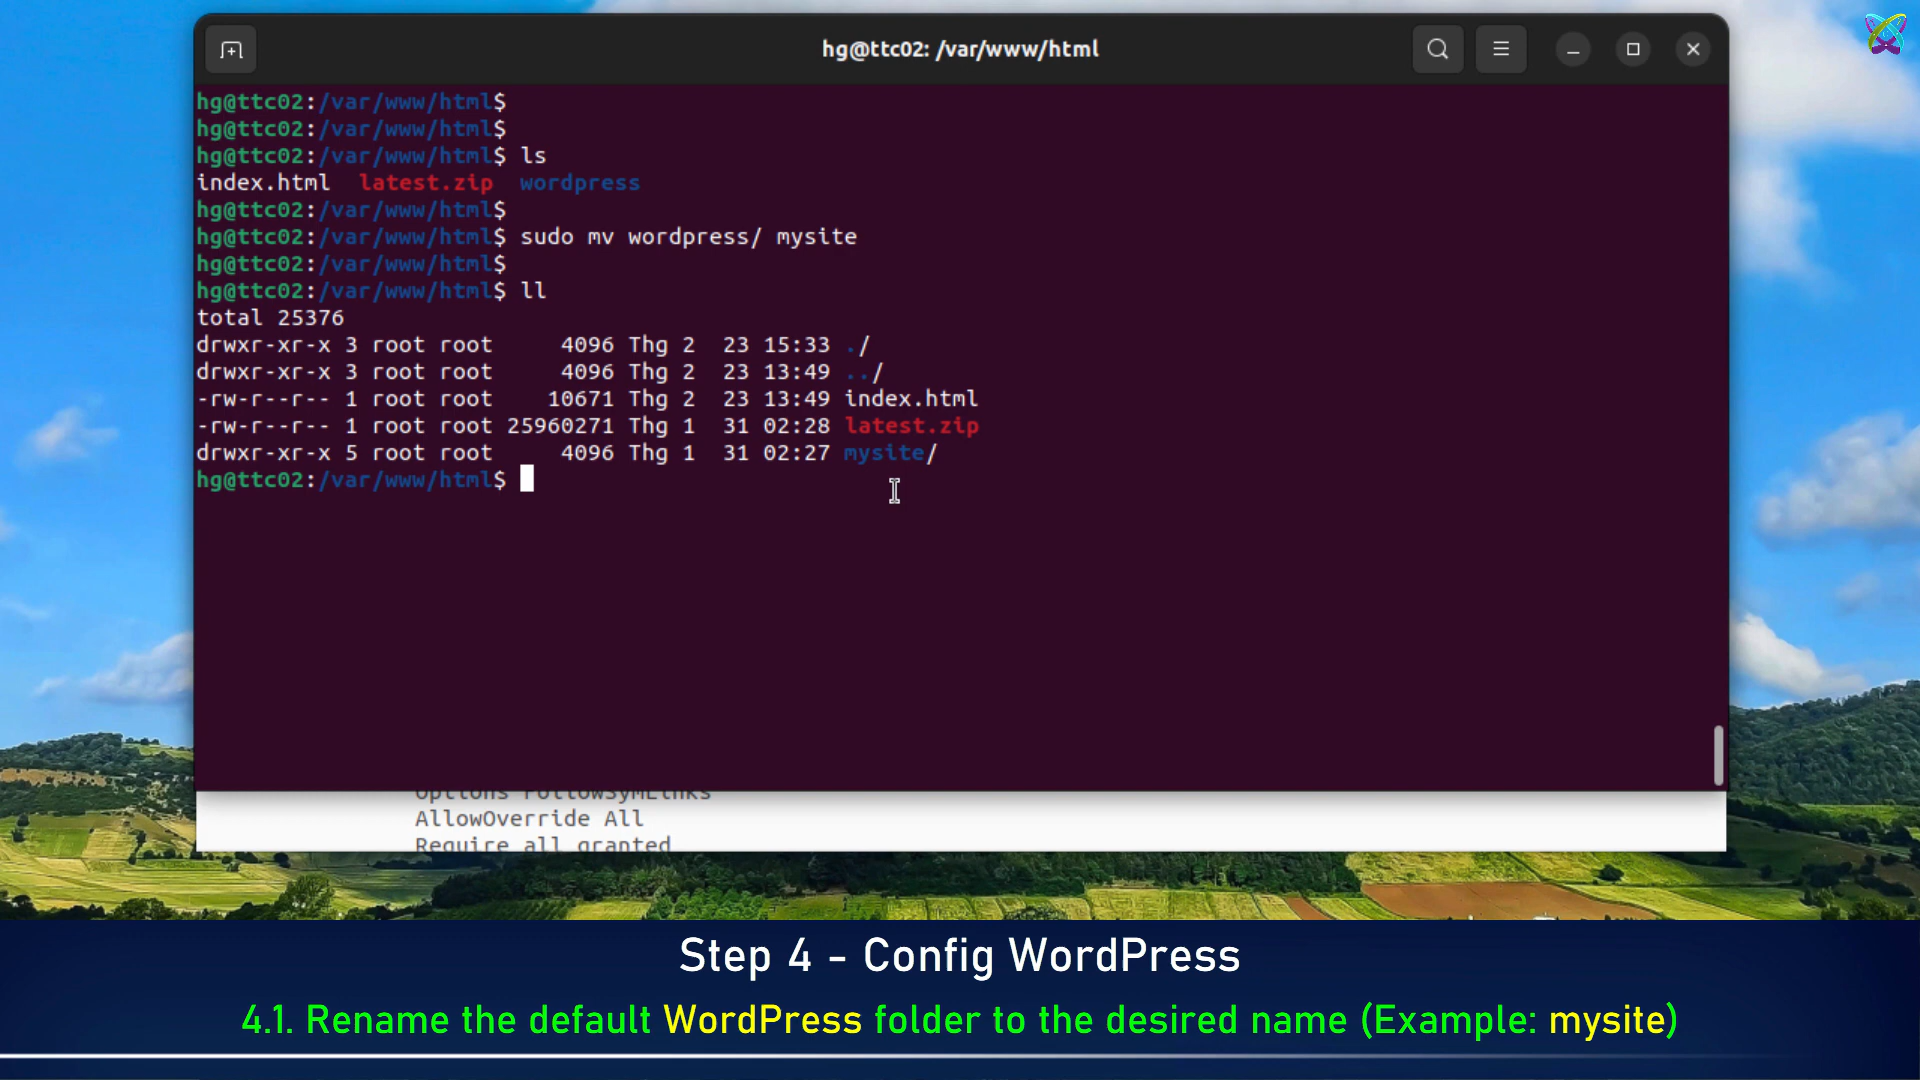 hg@ttc02: /var/www/html
hg@ttc02:/var/www/html$
hg@ttc02:/var/www/html$
hg@ttc02:/var/www/html$ ls
index.html latest.zip wordpress
hg@ttc02:/var/www/html$
hg@ttc02:/var/www/html$ sudo mv wordpress/ mysite
hg@ttc02:/var/www/html$
hg@ttc02:/var/www/html$ ll
total 25376
drwxr-xr-x 3 root root 4096 Thg 2 23 15:33 ./
drwxr-xr-x 3 root root 4096 Thg 2 23 13:49 ../
-rw-r--r-- 1 root root 10671 Thg 2 23 13:49 index.html
-rw-r--r-- 1 root root 25960271 Thg 1 31 02:28 latest.zip
drwxr-xr-x 5 root root 4096 Thg 1 31 02:27 mysite/
hg@ttc02:/var/www/html$
Options FollowSymLinks
AllowOverride All
Require all granted
Step 4 - Config WordPress
4.1. Rename the default WordPress folder to the desired name (Example: mysite)